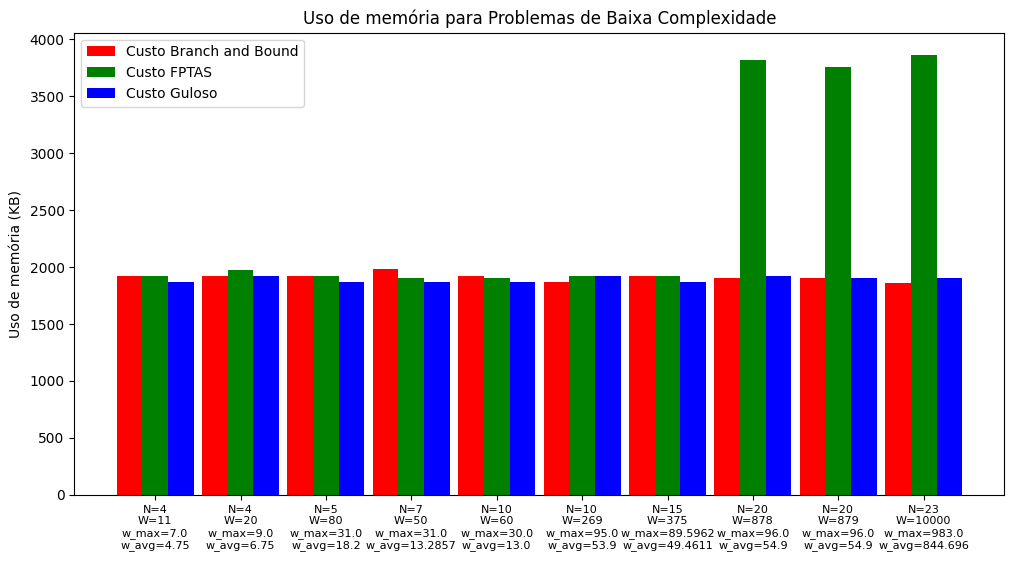 Uso de memória para Problemas de Baixa Complexidade
Custo Branch and Bound
Custo FPTAS
Custo Guloso
Uso de memória (KB)
4000
3500
3000
2500
2000
1500
1000
500
0
N=4 N=4 N=5 N=7 N=10 N=10 N=15 N=20 N=20 N=23
W=11 W=20 W=80 W=50 W=60 W=269 W=375 W=878 W=879 W=10000
w_max=7.0 w_max=9.0 w_max=31.0 w_max=31.0 w_max=30.0 w_max=95.0 w_max=89.5962 w_max=96.0 w_max=96.0 w_max=983.0
w_avg=4.75 w_avg=6.75 w_avg=18.2 w_avg=13.2857 w_avg=13.0 w_avg=53.9 w_avg=49.4611 w_avg=54.9 w_avg=54.9 w_avg=844.696